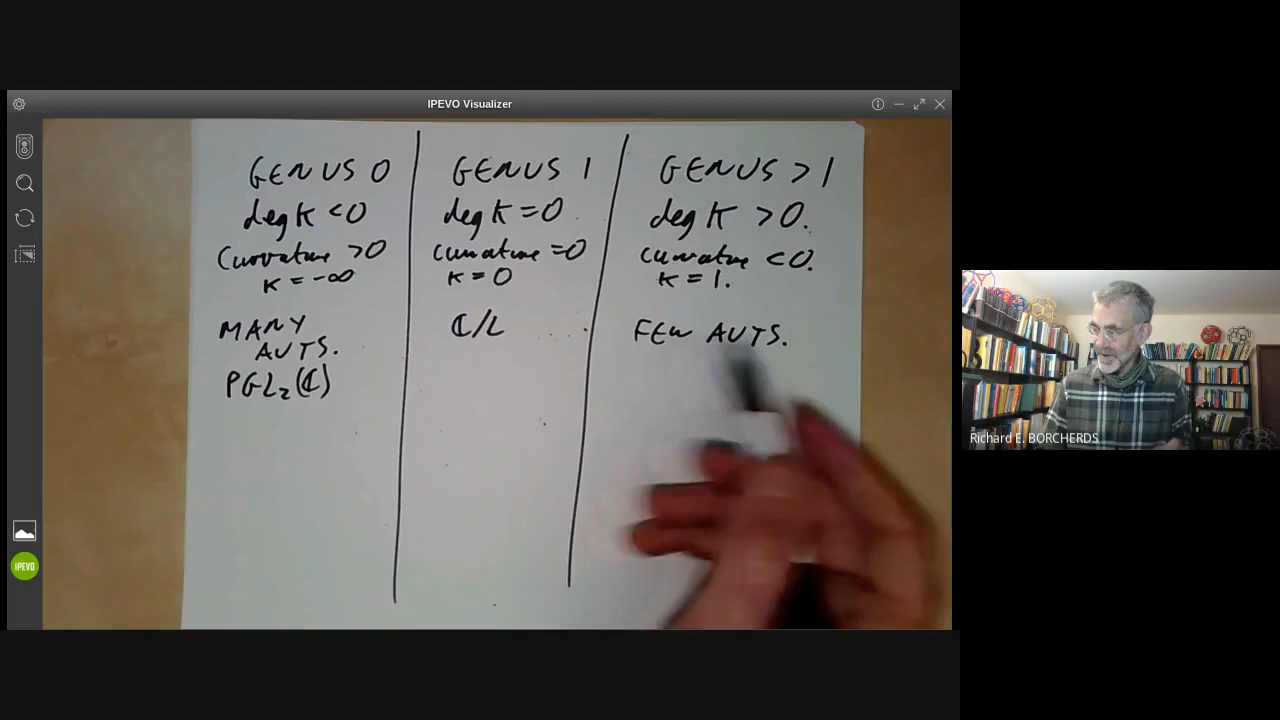 IPEVO Visualizer
GENUS 0
deg K < 0
Curvature > 0
κ = -∞
MANY
AUTS.
PGL₂(ℂ)
GENUS 1
deg K = 0
curvature = 0
κ = 0
ℂ/L
GENUS > 1
deg K > 0.
curvature < 0.
κ = 1.
FEW AUTS.
IPEVO
Richard E. BORCHERDS